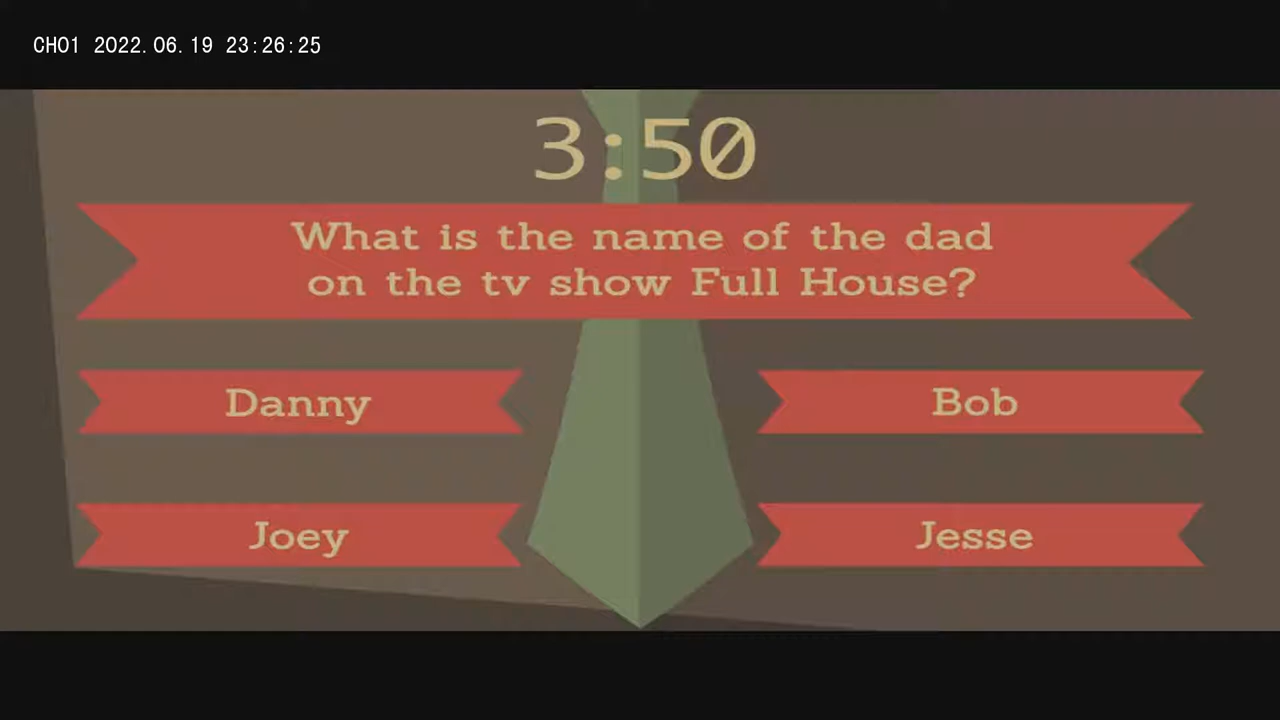 CH01 2022.06.19 23:26:25
3:50
What is the name of the dad
on the tv show Full House?
Danny
Bob
Joey
Jesse